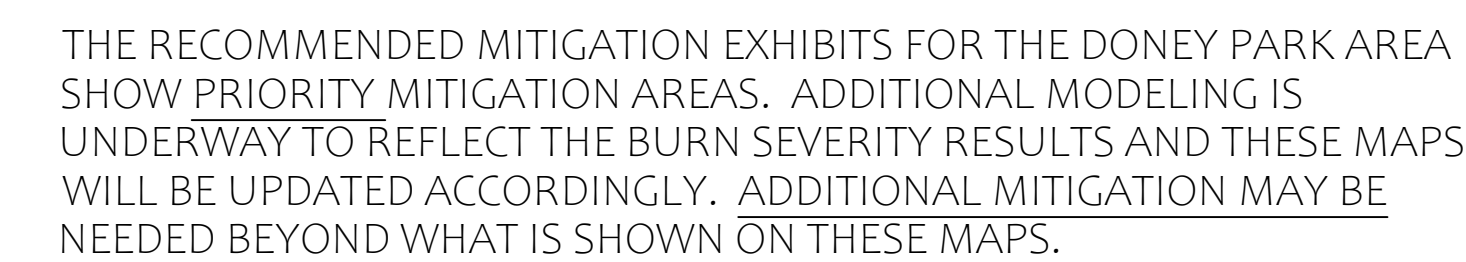 THE RECOMMENDED MITIGATION EXHIBITS FOR THE DONEY PARK AREA
SHOW PRIORITY MITIGATION AREAS.  ADDITIONAL MODELING IS
UNDERWAY TO REFLECT THE BURN SEVERITY RESULTS AND THESE MAPS
WILL BE UPDATED ACCORDINGLY.  ADDITIONAL MITIGATION MAY BE
NEEDED BEYOND WHAT IS SHOWN ON THESE MAPS.